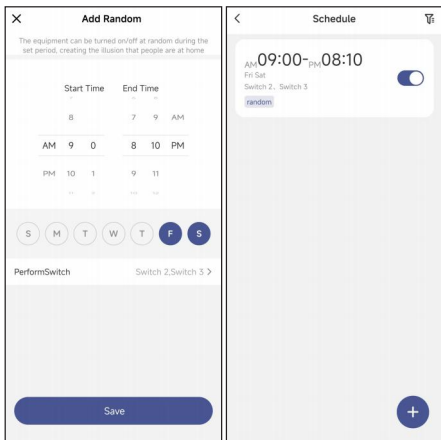 Add Random
The equipment can be turned on/off at random during the
set period, creating the illusion that people are at home
Start Time End Time
8 7 9 AM
AM 9 0 8 10 PM
PM 10 1 9 11
S M T W T F S
PerformSwitch Switch 2,Switch 3 >
Save
Schedule
AM09:00-PM08:10
Fri Sat
Switch 2、Switch 3
random